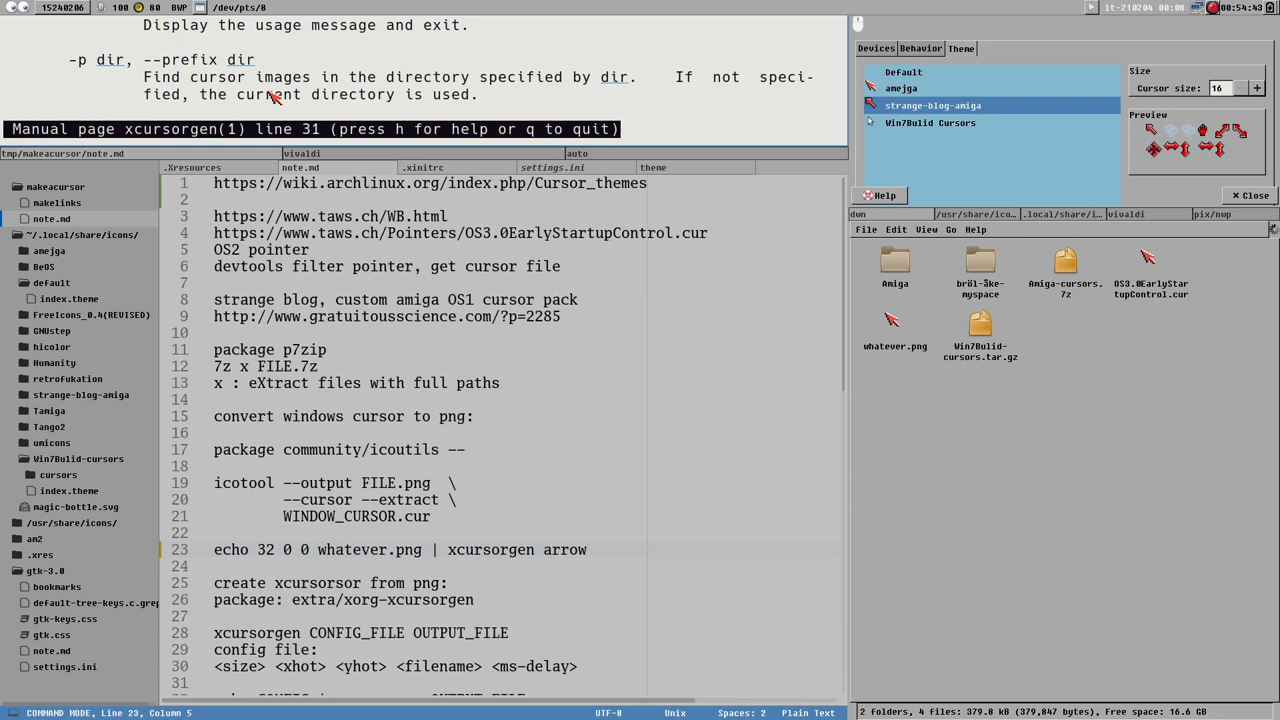 15240206 100 80 BWP /dev/pts/8 lt-210204 00:08 00:54:43
Display the usage message and exit.
-p dir, --prefix dir
Find cursor images in the directory specified by dir. If not speci-
fied, the current directory is used.
Manual page xcursorgen(1) line 31 (press h for help or q to quit)
tmp/makeacursor/note.md vivaldi auto
.Xresources note.md .xinitrc settings.ini theme
makeacursor
makelinks
note.md
~/.local/share/icons/
amejga
BeOS
default
index.theme
FreeIcons_0.4(REVISED)
GNUstep
hicolor
Humanity
retrofukation
strange-blog-amiga
Tamiga
Tango2
umicons
Win7Bulid-cursors
cursors
index.theme
magic-bottle.svg
/usr/share/icons/
am2
.xres
gtk-3.0
bookmarks
default-tree-keys.c.grep
gtk-keys.css
gtk.css
note.md
settings.ini
1 https://wiki.archlinux.org/index.php/Cursor_themes
2
3 https://www.taws.ch/WB.html
4 https://www.taws.ch/Pointers/OS3.0EarlyStartupControl.cur
5 OS2 pointer
6 devtools filter pointer, get cursor file
7
8 strange blog, custom amiga OS1 cursor pack
9 http://www.gratuitousscience.com/?p=2285
10
11 package p7zip
12 7z x FILE.7z
13 x : eXtract files with full paths
14
15 convert windows cursor to png:
16
17 package community/icoutils --
18
19 icotool --output FILE.png \
20 --cursor --extract \
21 WINDOW_CURSOR.cur
22
23 echo 32 0 0 whatever.png | xcursorgen arrow
24
25 create xcursorsor from png:
26 package: extra/xorg-xcursorgen
27
28 xcursorgen CONFIG_FILE OUTPUT_FILE
29 config file:
30 <size> <xhot> <yhot> <filename> <ms-delay>
31
COMMAND MODE, Line 23, Column 5 UTF-8 Unix Spaces: 2 Plain Text
Devices Behavior Theme
Default
amejga
strange-blog-amiga
Win7Bulid Cursors
Size
Cursor size: 16 +
Preview
Help Close
dwn /usr/share/ico… .local/share/i… vivaldi pix/nwp
File Edit View Go Help
Amiga
bröl-åke-
myspace
Amiga-cursors.
7z
OS3.0EarlyStar
tupControl.cur
whatever.png
Win7Bulid-
cursors.tar.gz
2 folders, 4 files: 379.8 kB (379,847 bytes), Free space: 16.6 GB